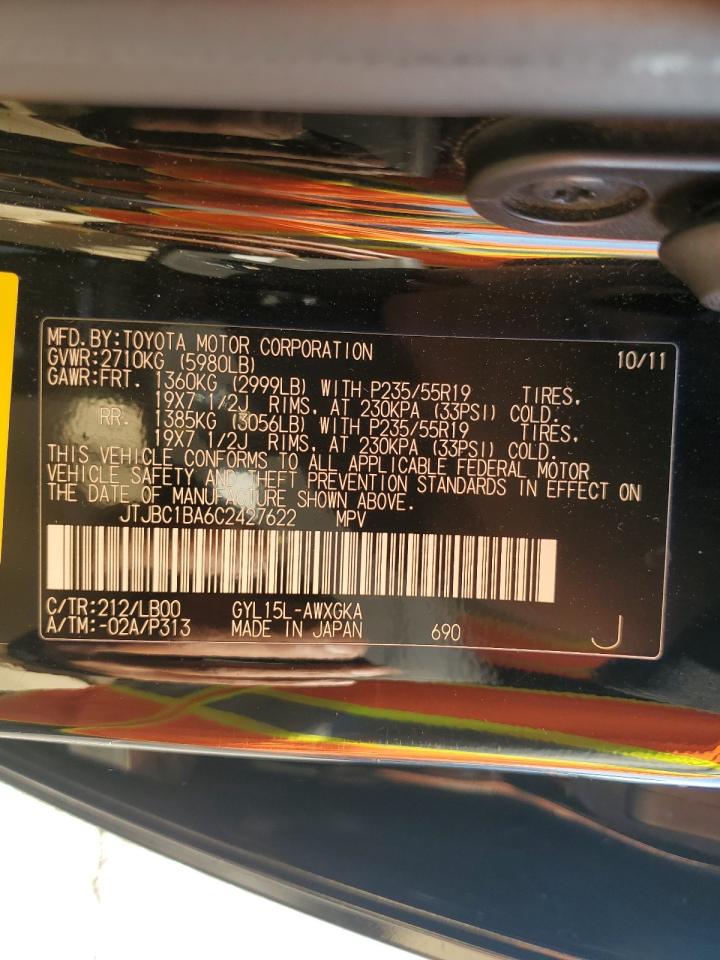 MFD.BY:TOYOTA MOTOR CORPORATION 10/11
GVWR:2710KG (5980LB)
GAWR:FRT. 1360KG (2999LB) WITH P235/55R19 TIRES,
19X7 1/2J RIMS, AT 230KPA (33PSI) COLD.
RR. 1385KG (3056LB) WITH P235/55R19 TIRES,
19X7 1/2J RIMS, AT 230KPA (33PSI) COLD.
THIS VEHICLE CONFORMS TO ALL APPLICABLE FEDERAL MOTOR
VEHICLE SAFETY AND THEFT PREVENTION STANDARDS IN EFFECT ON
THE DATE OF MANUFACTURE SHOWN ABOVE.
JTJBC1BA6C2427622 MPV
C/TR:212/LB00 GYL15L-AWXGKA
A/TM:-02A/P313 MADE IN JAPAN 690 J